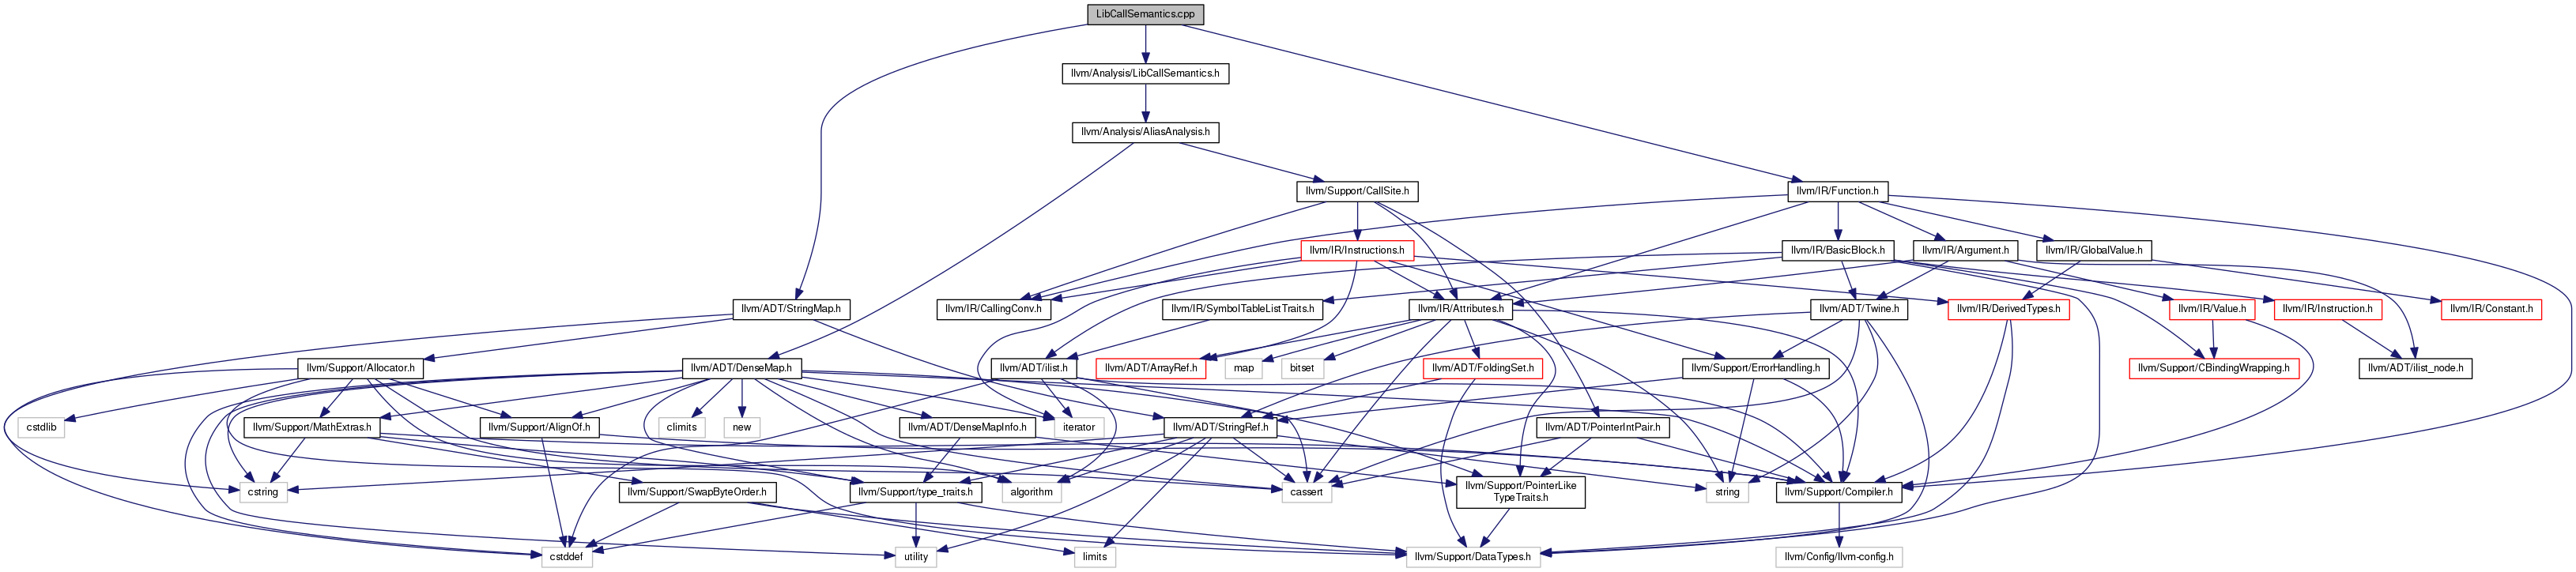 LibCallSemantics.cpp
llvm/Analysis/LibCallSemantics.h
llvm/Analysis/AliasAnalysis.h
llvm/Support/CallSite.h
llvm/IR/Function.h
llvm/IR/Instructions.h
llvm/IR/BasicBlock.h
llvm/IR/Argument.h
llvm/IR/GlobalValue.h
llvm/ADT/StringMap.h
llvm/IR/CallingConv.h
llvm/IR/SymbolTableListTraits.h
llvm/IR/Attributes.h
llvm/ADT/Twine.h
llvm/IR/DerivedTypes.h
llvm/IR/Value.h
llvm/IR/Instruction.h
llvm/IR/Constant.h
llvm/Support/Allocator.h
llvm/ADT/DenseMap.h
llvm/ADT/ilist.h
llvm/ADT/ArrayRef.h
map
bitset
llvm/ADT/FoldingSet.h
llvm/Support/ErrorHandling.h
llvm/Support/CBindingWrapping.h
llvm/ADT/ilist_node.h
cstdlib
llvm/Support/MathExtras.h
llvm/Support/AlignOf.h
climits
new
llvm/ADT/DenseMapInfo.h
iterator
llvm/ADT/StringRef.h
llvm/ADT/PointerIntPair.h
cstring
llvm/Support/SwapByteOrder.h
llvm/Support/type_traits.h
algorithm
cassert
llvm/Support/PointerLike
TypeTraits.h
string
llvm/Support/Compiler.h
cstddef
utility
limits
llvm/Support/DataTypes.h
llvm/Config/llvm-config.h